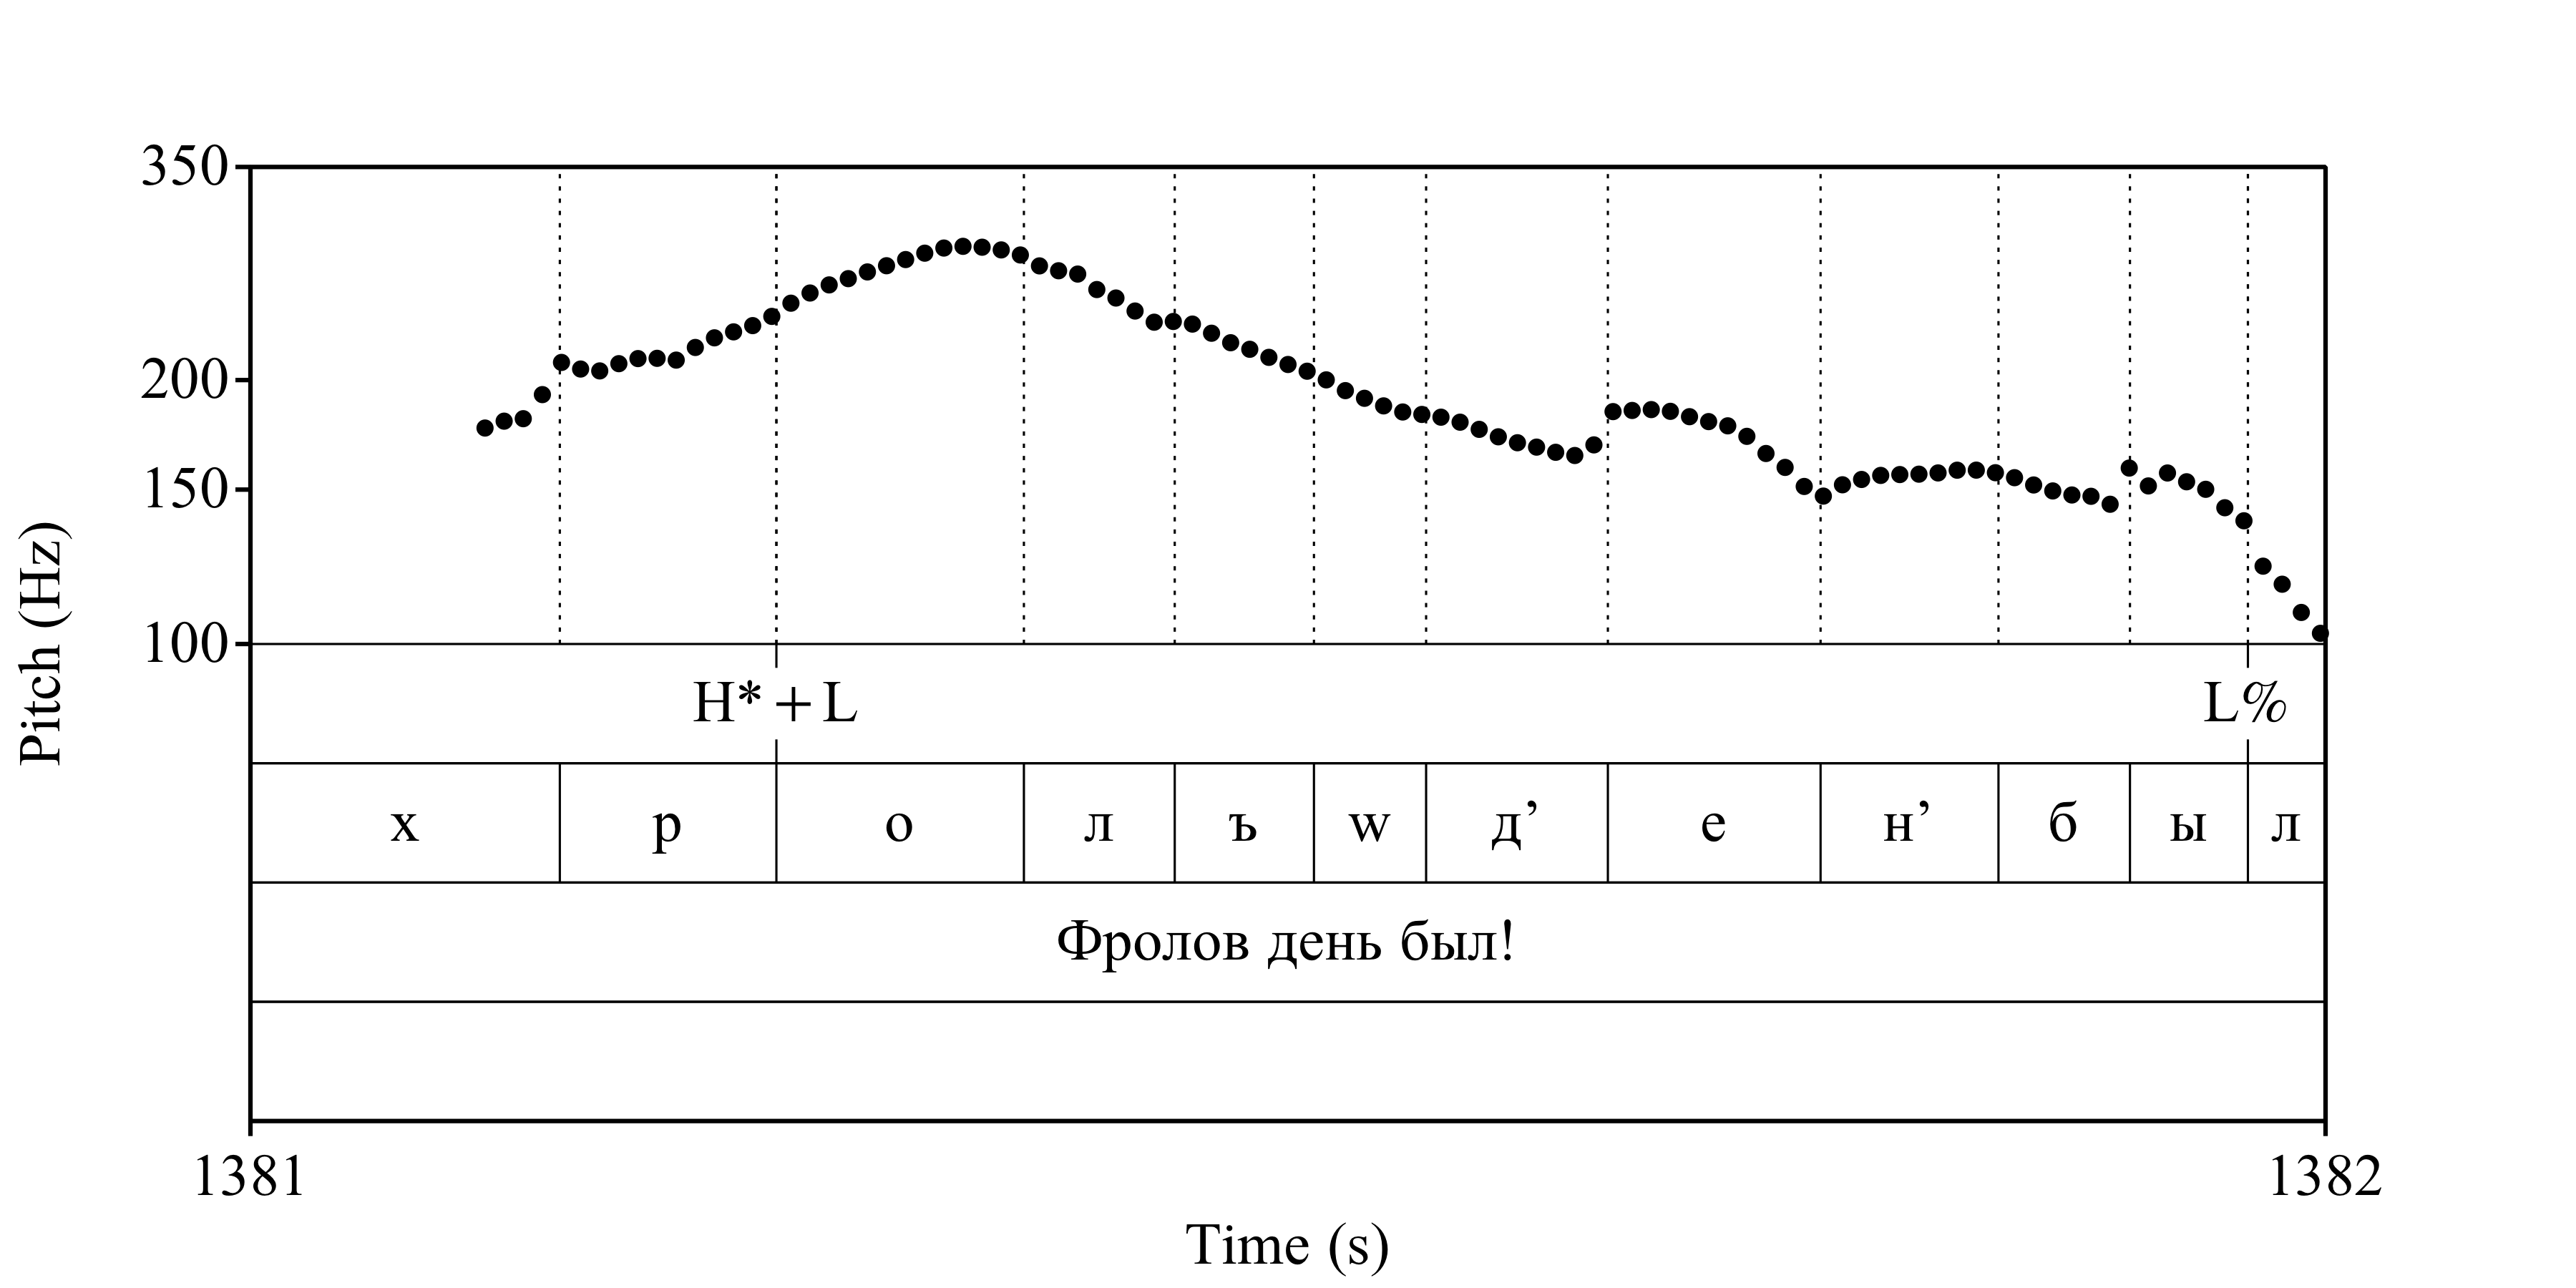 350
200
150
100
Pitch (Hz)
H* + L L%
х р о л ъ w д’ е н’ б ы л
Фролов день был!
1381 1382
Time (s)